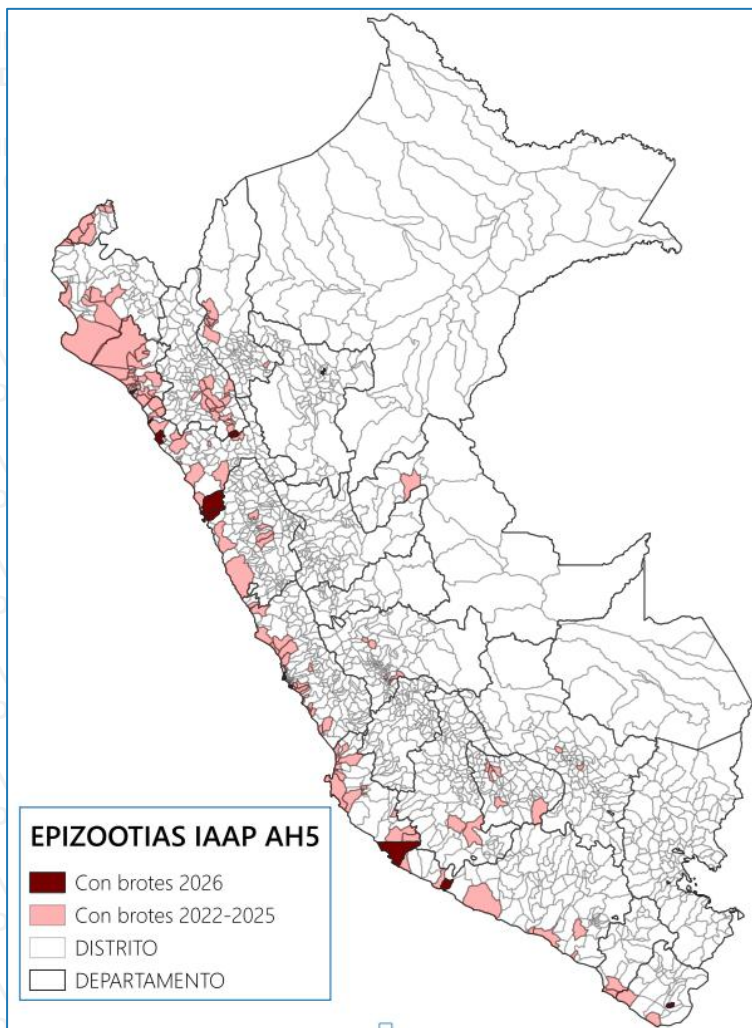 EPIZOOTIAS IAAP AH5
Con brotes 2026
Con brotes 2022-2025
DISTRITO
DEPARTAMENTO